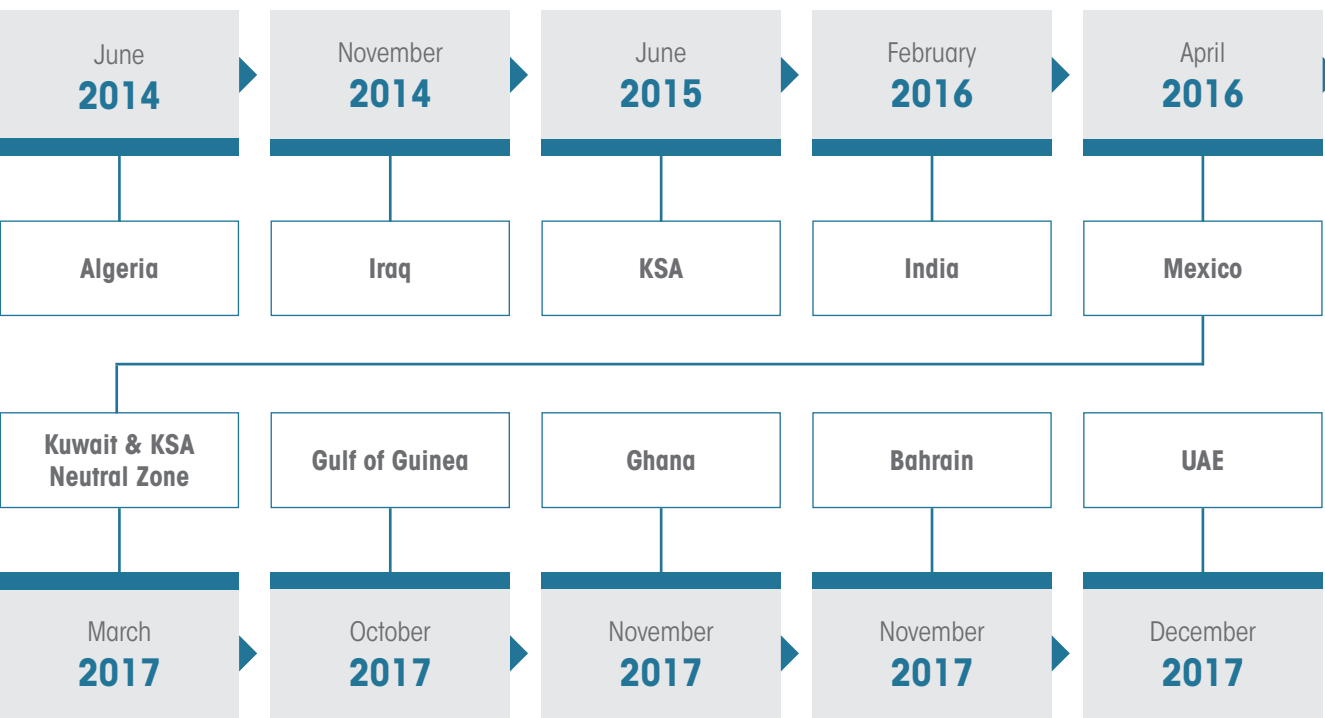 June
2014
November
2014
June
2015
February
2016
April
2016
Algeria
Iraq
KSA
India
Mexico
Kuwait & KSA
Neutral Zone
Gulf of Guinea
Ghana
Bahrain
UAE
March
2017
October
2017
November
2017
November
2017
December
2017